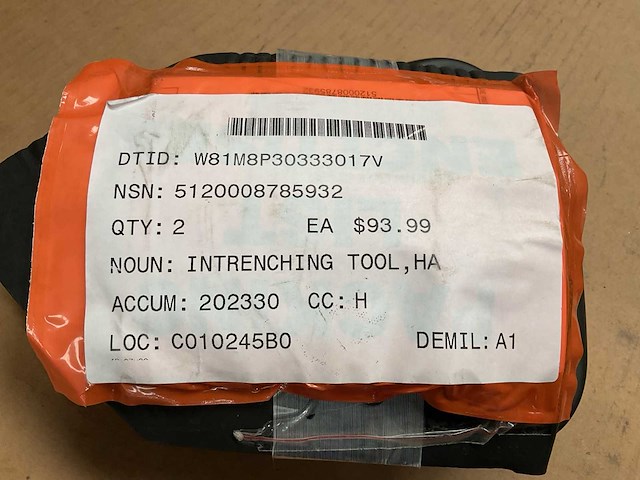 5120008785932
DTID: W81M8P30333017V
NSN: 5120008785932
QTY: 2 EA $93.99
NOUN: INTRENCHING TOOL,HA
ACCUM: 202330 CC: H
LOC: C010245B0 DEMIL: A1